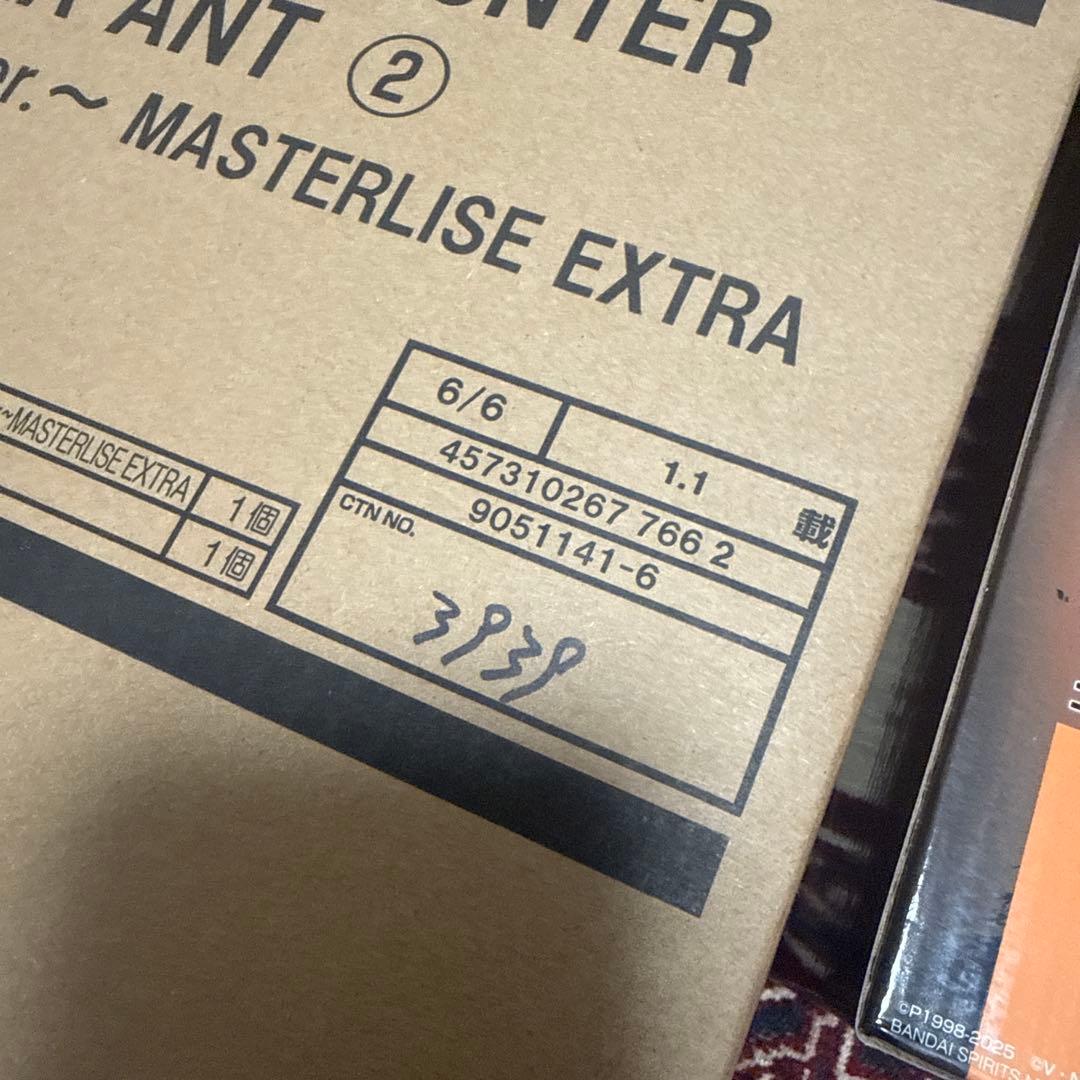 ANT ②
MASTERLISE EXTRA
6/6
1.1
載
457310267 766 2
9051141-6
CTN NO.
3939
~MASTERLISE EXTRA 1個
1個
©P1998-2025 ©V・N
BANDAI SPIRITS